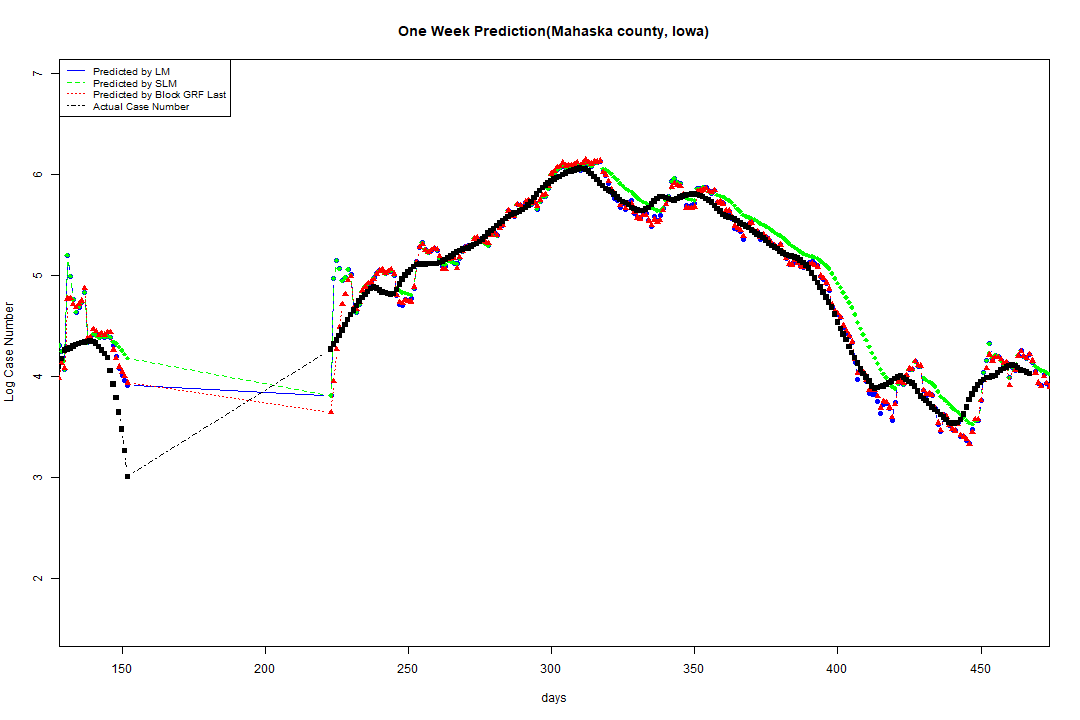 One Week Prediction(Mahaska county, Iowa)
Predicted by LM
Predicted by SLM
Predicted by Block GRF Last
Actual Case Number
7
6
5
4
3
2
Log Case Number
150 200 250 300 350 400 450
days